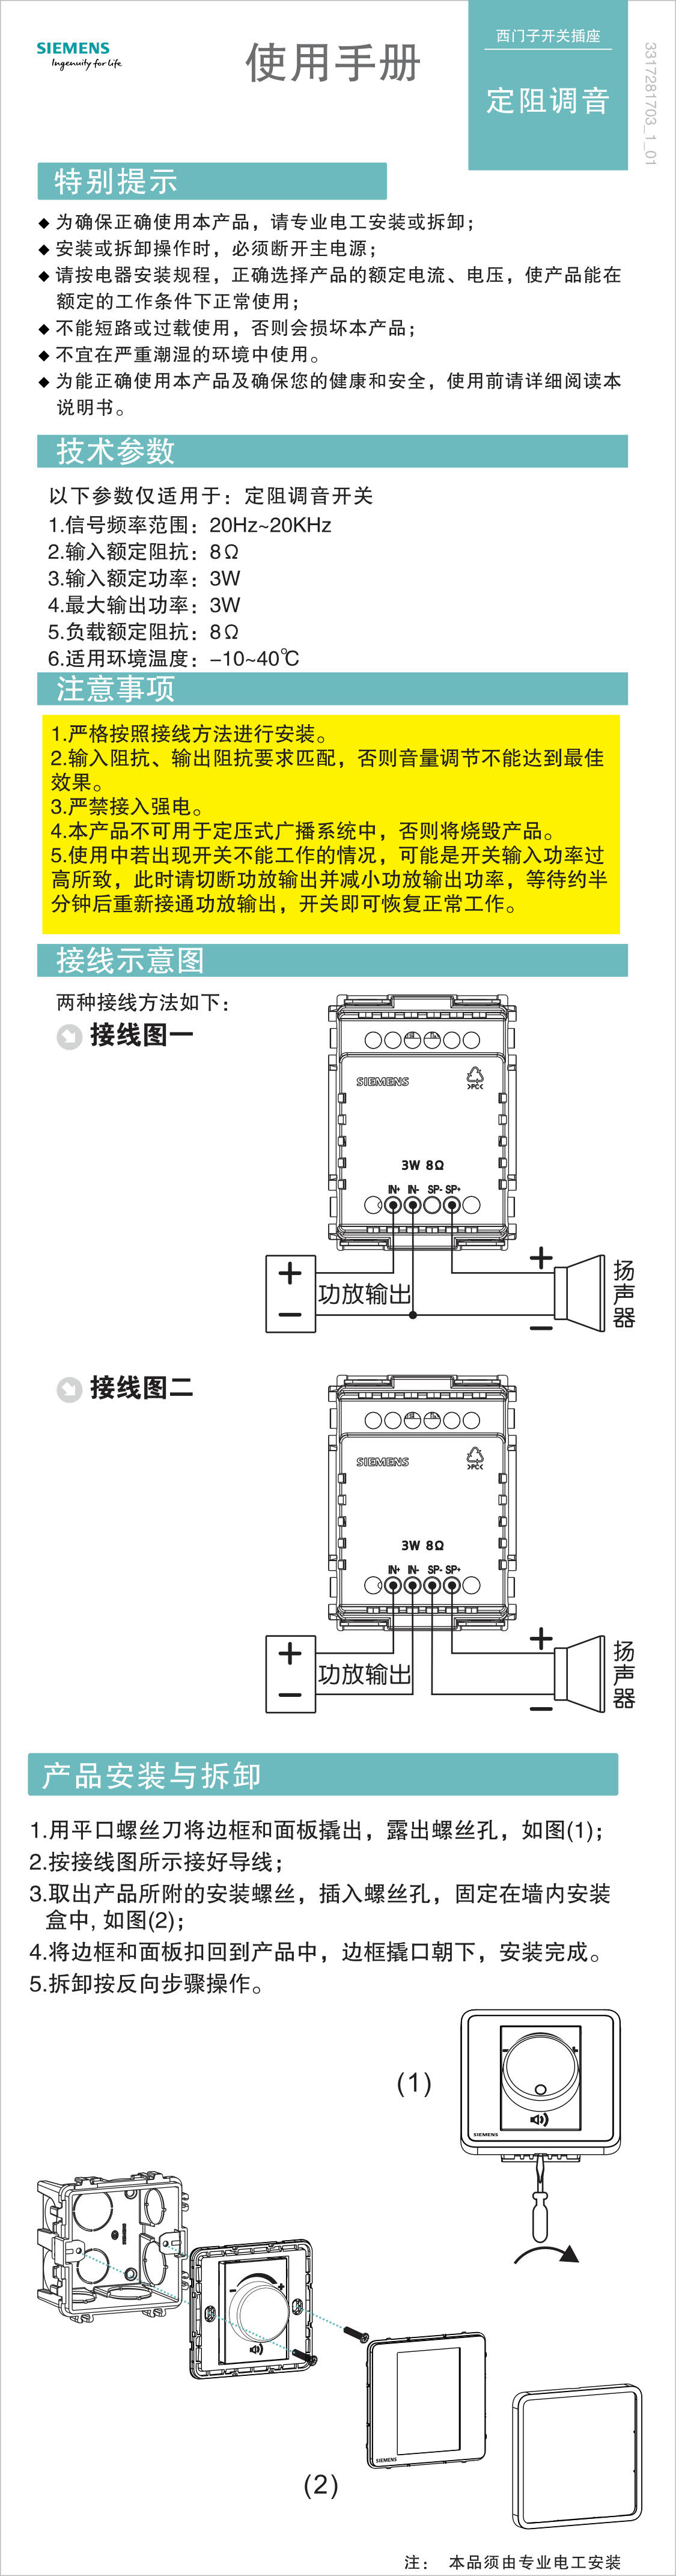 SIEMENS
Ingenuity for life
使用手册
西门子开关插座
定阻调音
3317281703_1_01
特别提示
◆ 为确保正确使用本产品，请专业电工安装或拆卸；
◆ 安装或拆卸操作时，必须断开主电源；
◆ 请按电器安装规程，正确选择产品的额定电流、电压，使产品能在
额定的工作条件下正常使用；
◆ 不能短路或过载使用，否则会损坏本产品；
◆ 不宜在严重潮湿的环境中使用。
◆ 为能正确使用本产品及确保您的健康和安全，使用前请详细阅读本
说明书。
技术参数
以下参数仅适用于：定阻调音开关
1.信号频率范围：20Hz~20KHz
2.输入额定阻抗：8Ω
3.输入额定功率：3W
4.最大输出功率：3W
5.负载额定阻抗：8Ω
6.适用环境温度：-10~40℃
注意事项
1.严格按照接线方法进行安装。
2.输入阻抗、输出阻抗要求匹配，否则音量调节不能达到最佳
效果。
3.严禁接入强电。
4.本产品不可用于定压式广播系统中，否则将烧毁产品。
5.使用中若出现开关不能工作的情况，可能是开关输入功率过
高所致，此时请切断功放输出并减小功放输出功率，等待约半
分钟后重新接通功放输出，开关即可恢复正常工作。
接线示意图
两种接线方法如下：
接线图一
SIEMENS
>PC<
3W 8Ω
IN+ IN- SP- SP+
+
−
功放输出
+
−
扬声器
接线图二
SIEMENS
>PC<
3W 8Ω
IN+ IN- SP- SP+
+
−
功放输出
+
−
扬声器
产品安装与拆卸
1.用平口螺丝刀将边框和面板撬出，露出螺丝孔，如图(1)；
2.按接线图所示接好导线；
3.取出产品所附的安装螺丝，插入螺丝孔，固定在墙内安装
盒中, 如图(2)；
4.将边框和面板扣回到产品中，边框撬口朝下，安装完成。
5.拆卸按反向步骤操作。
(1)
− +
SIEMENS
− +
SIEMENS
(2)
注： 本品须由专业电工安装